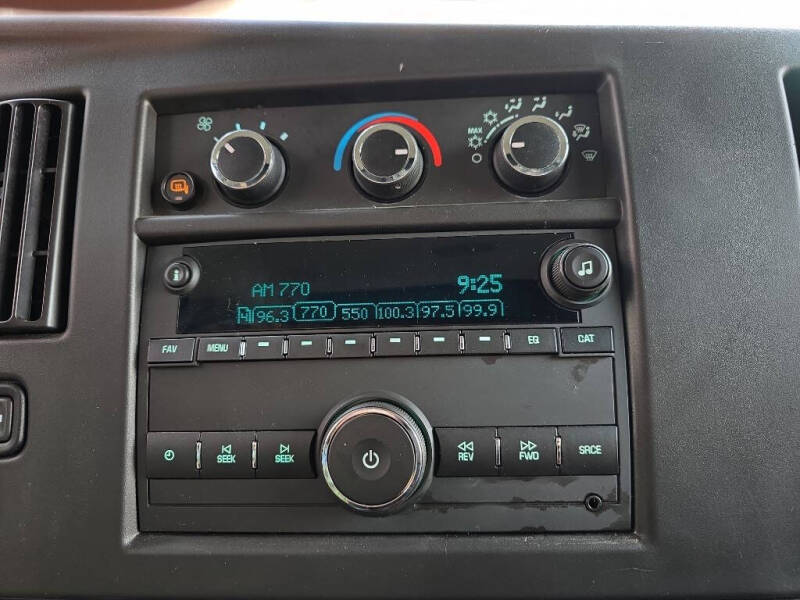 MAX
AM 770 9:25
96.3 770 550 100.3 97.5 99.9
FAV MENU EQ CAT
SEEK SEEK REV FWD SRCE